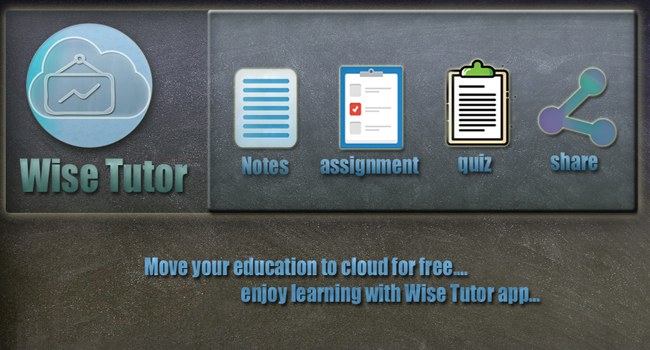 Wise Tutor
Notes
assignment
quiz
share
Move your education to cloud for free....
enjoy learning with Wise Tutor app...